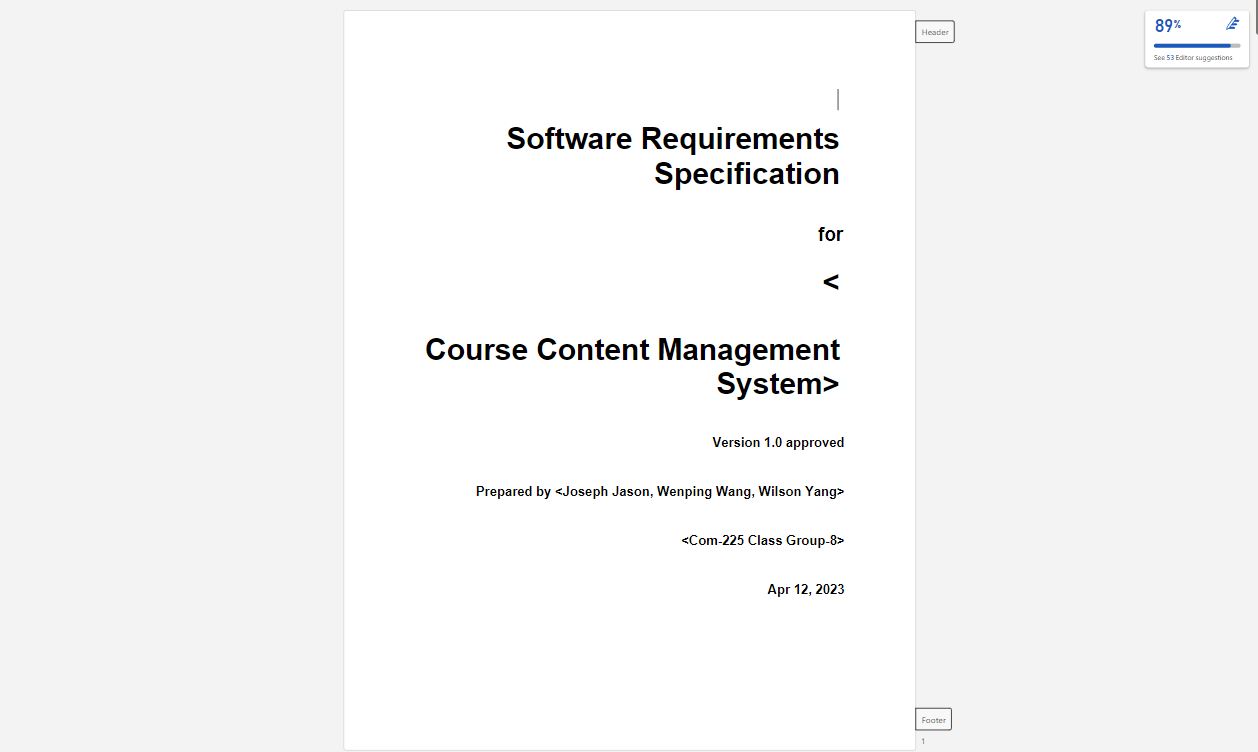 Header
89%
See 53 Editor suggestions
Software Requirements
Specification
for
<
Course Content Management
System>
Version 1.0 approved
Prepared by <Joseph Jason, Wenping Wang, Wilson Yang>
<Com-225 Class Group-8>
Apr 12, 2023
Footer
1